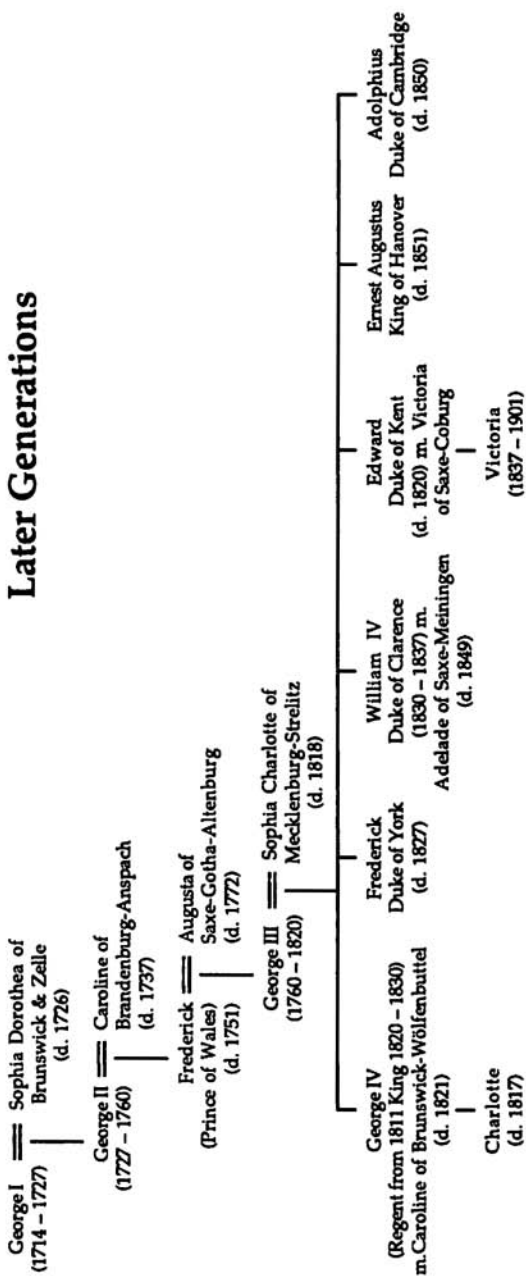 Later Generations
George I == Sophia Dorothea of
(1714 – 1727) Brunswick & Zelle
(d. 1726)
George II == Caroline of
(1727 – 1760) Brandenburg-Anspach
(d. 1737)
Frederick == Augusta of
(Prince of Wales) Saxe-Gotha-Altenburg
(d. 1751) (d. 1772)
George III == Sophia Charlotte of
(1760 – 1820) Mecklenburg-Strelitz
(d. 1818)
George IV
(Regent from 1811 King 1820 – 1830)
m.Caroline of Brunswick-Wölfenbuttel
(d. 1821)
Charlotte
(d. 1817)
Frederick
Duke of York
(d. 1827)
William IV
Duke of Clarence
(1830 – 1837) m.
Adelade of Saxe-Meiningen
(d. 1849)
Edward
Duke of Kent
(d. 1820) m. Victoria
of Saxe-Coburg
Victoria
(1837 – 1901)
Ernest Augustus
King of Hanover
(d. 1851)
Adolphius
Duke of Cambridge
(d. 1850)